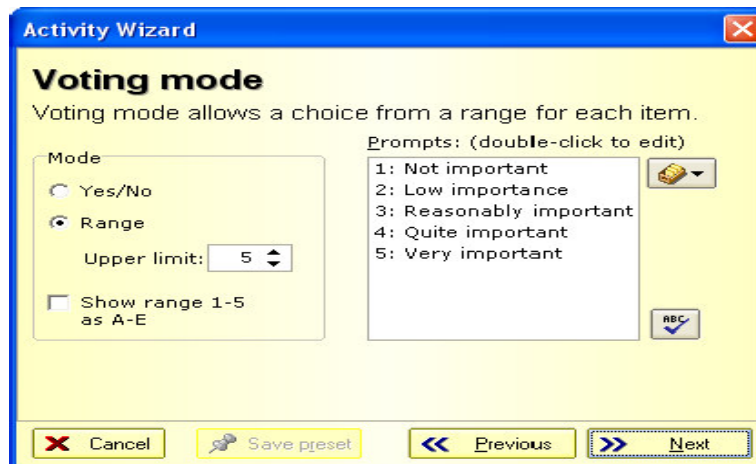 Activity Wizard
Voting mode
Voting mode allows a choice from a range for each item.
Mode
Yes/No
Range
Upper limit: 5
Show range 1-5
as A-E
Prompts: (double-click to edit)
1: Not important
2: Low importance
3: Reasonably important
4: Quite important
5: Very important
ABC
Cancel
Save preset
Previous
Next